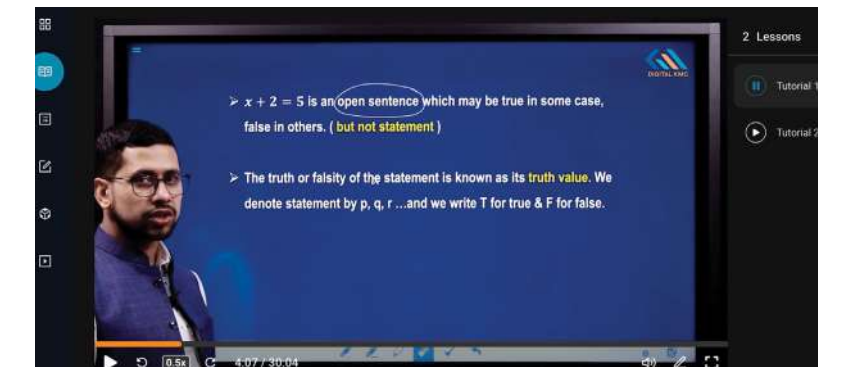 2 Lessons
DIGITAL KMC
Tutorial 1
➢ x + 2 = 5 is an open sentence which may be true in some case,
false in others. ( but not statement )
Tutorial 2
➢ The truth or falsity of the statement is known as its truth value. We
denote statement by p, q, r ...and we write T for true & F for false.
0.5x
4:07 / 30:04